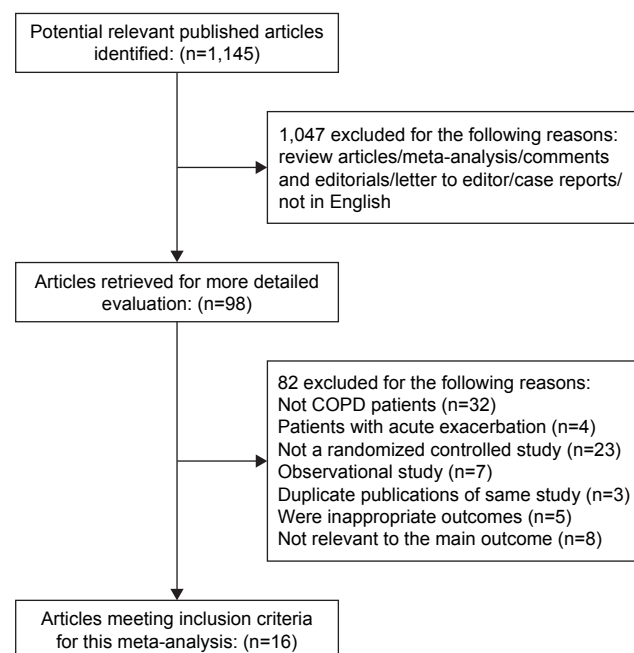 Potential relevant published articles
identified: (n=1,145)
1,047 excluded for the following reasons:
review articles/meta-analysis/comments
and editorials/letter to editor/case reports/
not in English
Articles retrieved for more detailed
evaluation: (n=98)
82 excluded for the following reasons:
Not COPD patients (n=32)
Patients with acute exacerbation (n=4)
Not a randomized controlled study (n=23)
Observational study (n=7)
Duplicate publications of same study (n=3)
Were inappropriate outcomes (n=5)
Not relevant to the main outcome (n=8)
Articles meeting inclusion criteria
for this meta-analysis: (n=16)